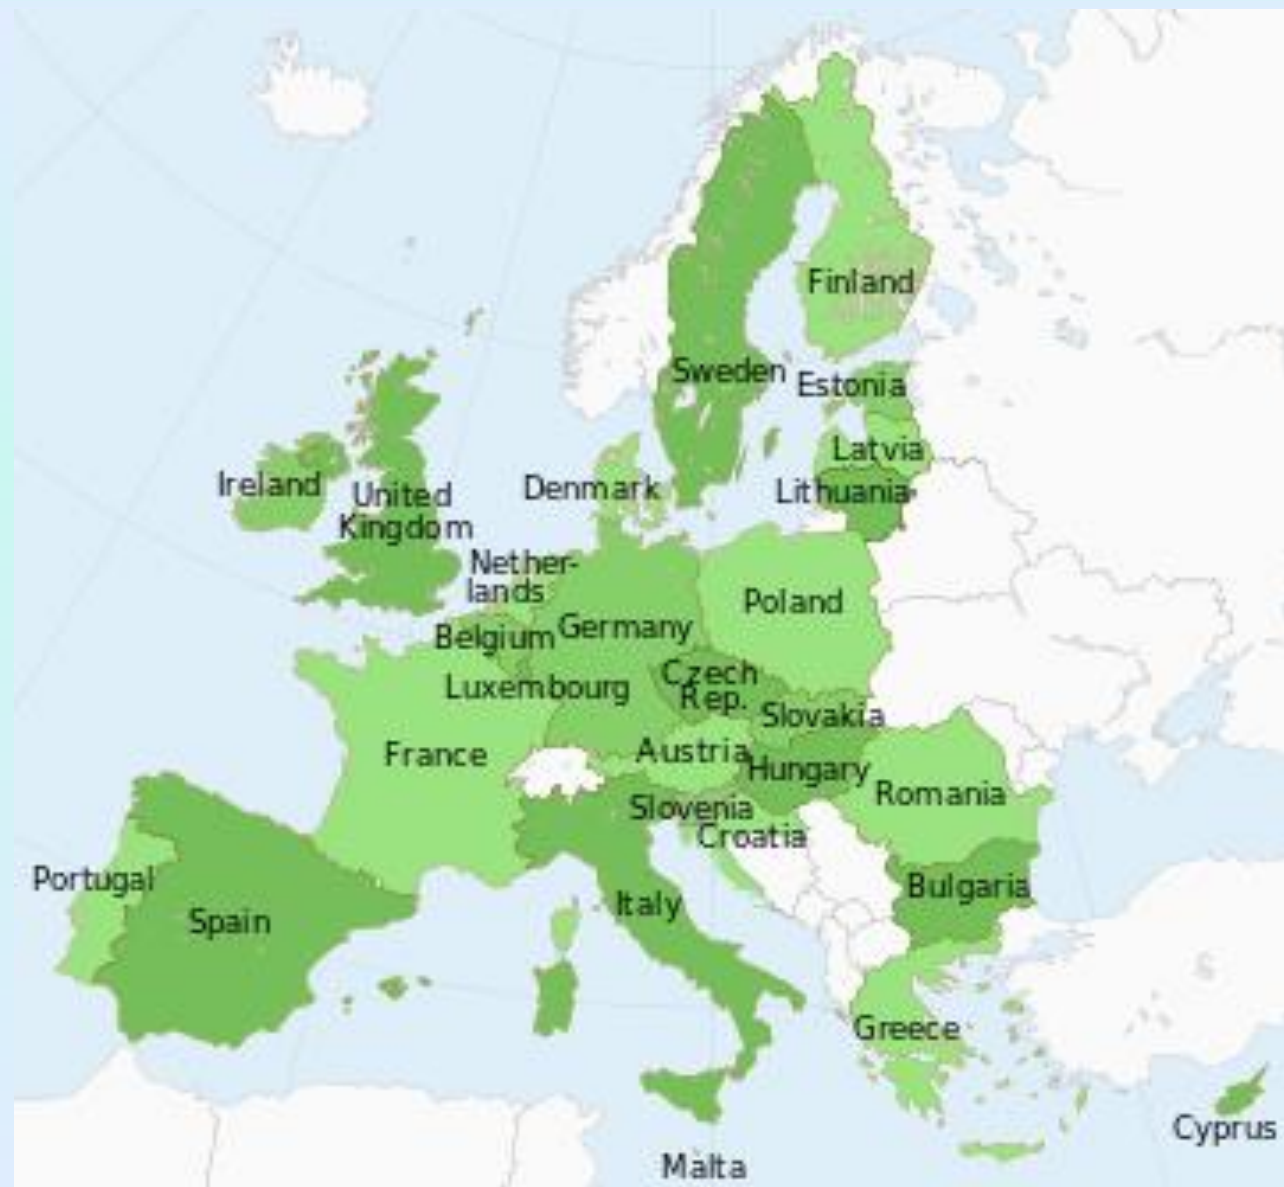 Finland
Sweden
Estonia
Latvia
Lithuania
Denmark
Ireland
United
Kingdom
Nether-
lands
Poland
Belgium
Germany
Luxembourg
Czech
Rep.
Slovakia
France
Austria
Hungary
Romania
Slovenia
Croatia
Portugal
Spain
Italy
Bulgaria
Greece
Cyprus
Malta